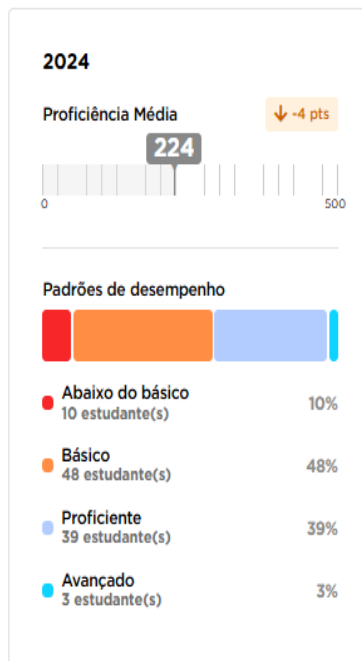 2024
Proficiência Média
↓ -4 pts
224
0
500
Padrões de desempenho
Abaixo do básico
10 estudante(s)
10%
Básico
48 estudante(s)
48%
Proficiente
39 estudante(s)
39%
Avançado
3 estudante(s)
3%